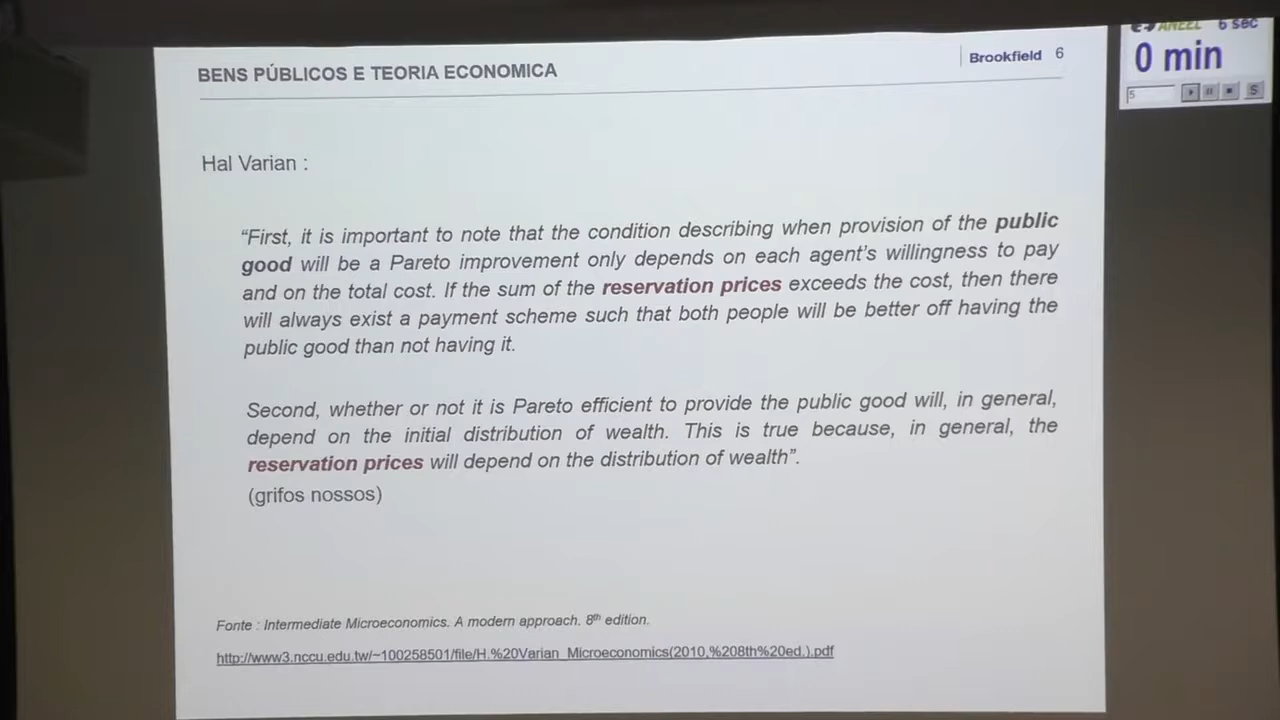 BENS PÚBLICOS E TEORIA ECONOMICA
Brookfield 6
ANEEL 6 sec
0 min
5
S
Hal Varian :
“First, it is important to note that the condition describing when provision of the public
good will be a Pareto improvement only depends on each agent’s willingness to pay
and on the total cost. If the sum of the reservation prices exceeds the cost, then there
will always exist a payment scheme such that both people will be better off having the
public good than not having it.
Second, whether or not it is Pareto efficient to provide the public good will, in general,
depend on the initial distribution of wealth. This is true because, in general, the
reservation prices will depend on the distribution of wealth”.
(grifos nossos)
Fonte : Intermediate Microeconomics. A modern approach. 8th edition.
http://www3.nccu.edu.tw/~100258501/file/H.%20Varian_Microeconomics(2010,%208th%20ed.).pdf